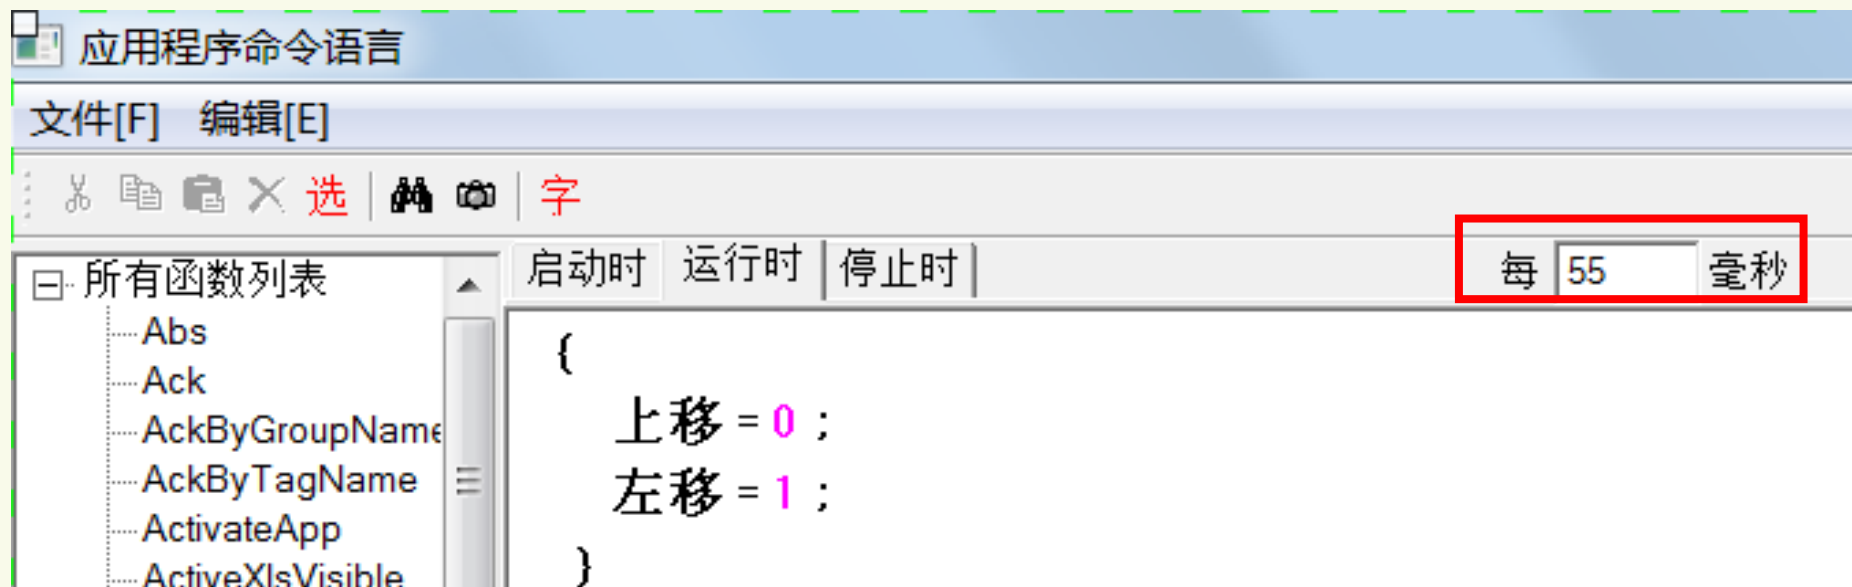 应用程序命令语言
文件[F] 编辑[E]
选 字
启动时 运行时 停止时 每 55 毫秒
所有函数列表
Abs
Ack
AckByGroupName
AckByTagName
ActivateApp
ActiveXIsVisible
{
上移 = 0 ;
左移 = 1 ;
}